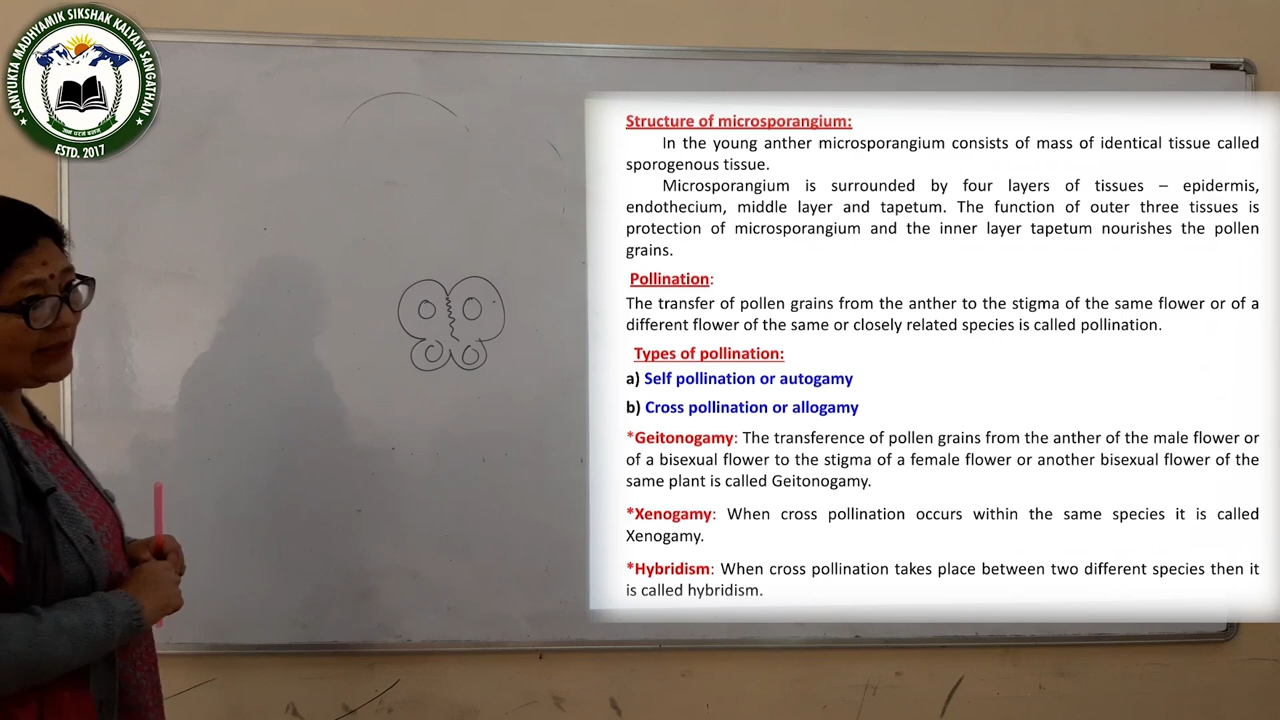 SANYUKTA MADHYAMIK SIKSHAK KALYAN SANGATHAN
ESTD. 2017
Structure of microsporangium:
In the young anther microsporangium consists of mass of identical tissue called
sporogenous tissue.
Microsporangium is surrounded by four layers of tissues – epidermis,
endothecium, middle layer and tapetum. The function of outer three tissues is
protection of microsporangium and the inner layer tapetum nourishes the pollen
grains.
Pollination:
The transfer of pollen grains from the anther to the stigma of the same flower or of a
different flower of the same or closely related species is called pollination.
Types of pollination:
a) Self pollination or autogamy
b) Cross pollination or allogamy
*Geitonogamy: The transference of pollen grains from the anther of the male flower or
of a bisexual flower to the stigma of a female flower or another bisexual flower of the
same plant is called Geitonogamy.
*Xenogamy: When cross pollination occurs within the same species it is called
Xenogamy.
*Hybridism: When cross pollination takes place between two different species then it
is called hybridism.